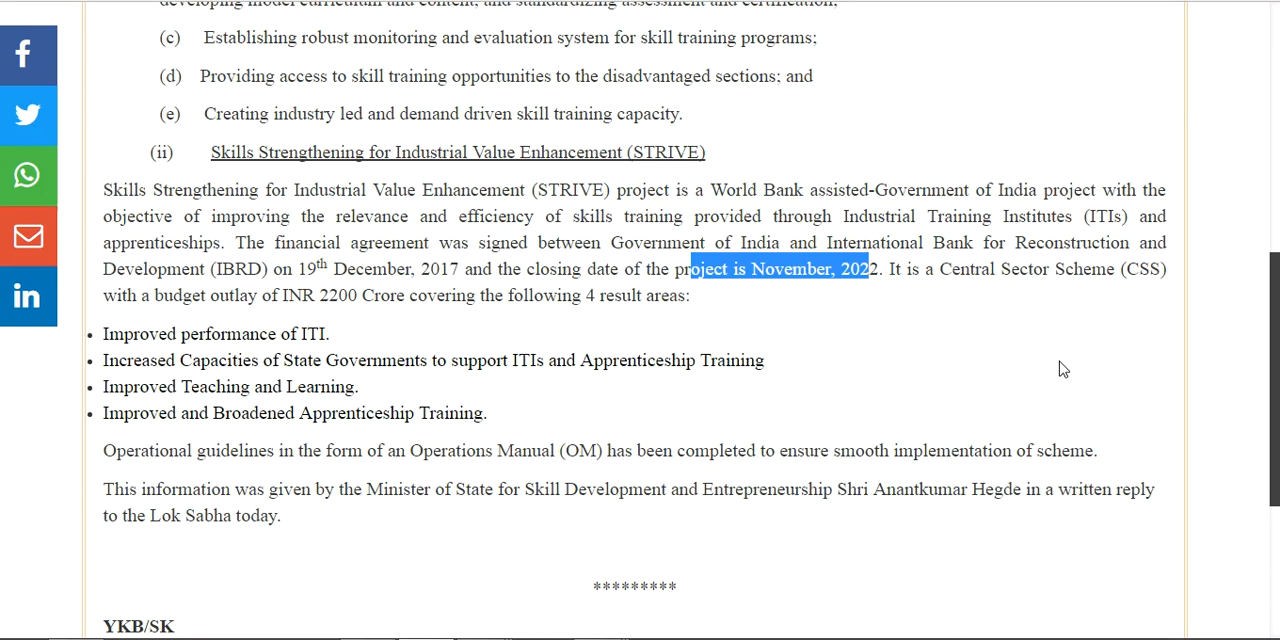 developing model curriculum and content; and standardizing assessment and certification;
(c) Establishing robust monitoring and evaluation system for skill training programs;
(d) Providing access to skill training opportunities to the disadvantaged sections; and
(e) Creating industry led and demand driven skill training capacity.
(ii) Skills Strengthening for Industrial Value Enhancement (STRIVE)
Skills Strengthening for Industrial Value Enhancement (STRIVE) project is a World Bank assisted-Government of India project with the
objective of improving the relevance and efficiency of skills training provided through Industrial Training Institutes (ITIs) and
apprenticeships. The financial agreement was signed between Government of India and International Bank for Reconstruction and
Development (IBRD) on 19th December, 2017 and the closing date of the project is November, 2022. It is a Central Sector Scheme (CSS)
with a budget outlay of INR 2200 Crore covering the following 4 result areas:
• Improved performance of ITI.
• Increased Capacities of State Governments to support ITIs and Apprenticeship Training
• Improved Teaching and Learning.
• Improved and Broadened Apprenticeship Training.
Operational guidelines in the form of an Operations Manual (OM) has been completed to ensure smooth implementation of scheme.
This information was given by the Minister of State for Skill Development and Entrepreneurship Shri Anantkumar Hegde in a written reply
to the Lok Sabha today.
*********
YKB/SK